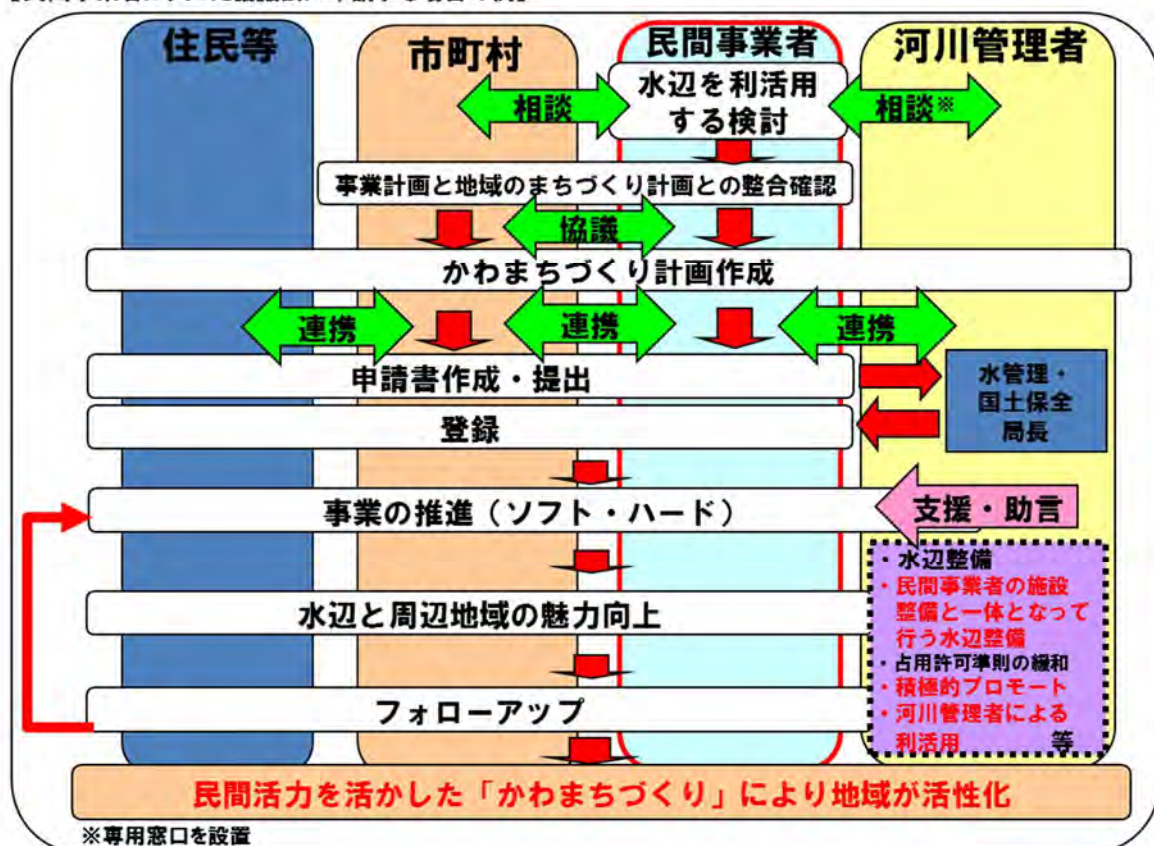 住民等
市町村
民間事業者
河川管理者
水辺を利活用
する検討
相談
相談※
事業計画と地域のまちづくり計画との整合確認
協議
かわまちづくり計画作成
連携
連携
連携
申請書作成・提出
水管理・
国土保全
局長
登録
事業の推進（ソフト・ハード）
支援・助言
・水辺整備
・民間事業者の施設
整備と一体となって
行う水辺整備
・占用許可準則の緩和
・積極的プロモート
・河川管理者による
利活用 等
水辺と周辺地域の魅力向上
フォローアップ
民間活力を活かした「かわまちづくり」により地域が活性化
※専用窓口を設置